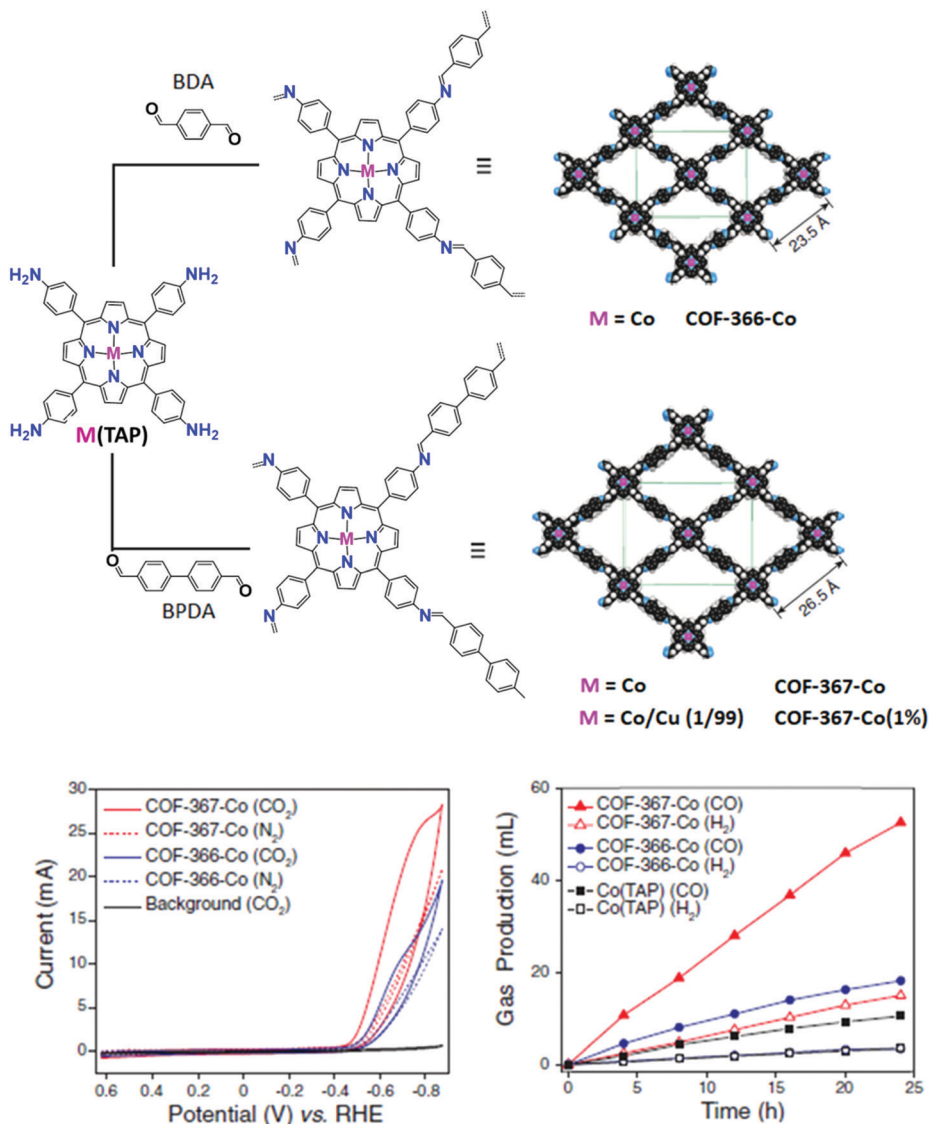 BDA
O
O
N
N
N
N
M
N
N
N
N
≡
23.5 Å
M = Co COF-366-Co
H2N
NH2
N
N
M
N
N
H2N
NH2
M(TAP)
O
O
BPDA
N
N
N
N
M
N
N
N
N
≡
26.5 Å
M = Co COF-367-Co
M = Co/Cu (1/99) COF-367-Co(1%)
Current (mA)
30
25
20
15
10
5
0
COF-367-Co (CO2)
COF-367-Co (N2)
COF-366-Co (CO2)
COF-366-Co (N2)
Background (CO2)
0.6 0.4 0.2 0 -0.2 -0.4 -0.6 -0.8
Potential (V) vs. RHE
Gas Production (mL)
60
40
20
0
COF-367-Co (CO)
COF-367-Co (H2)
COF-366-Co (CO)
COF-366-Co (H2)
Co(TAP) (CO)
Co(TAP) (H2)
0 5 10 15 20 25
Time (h)